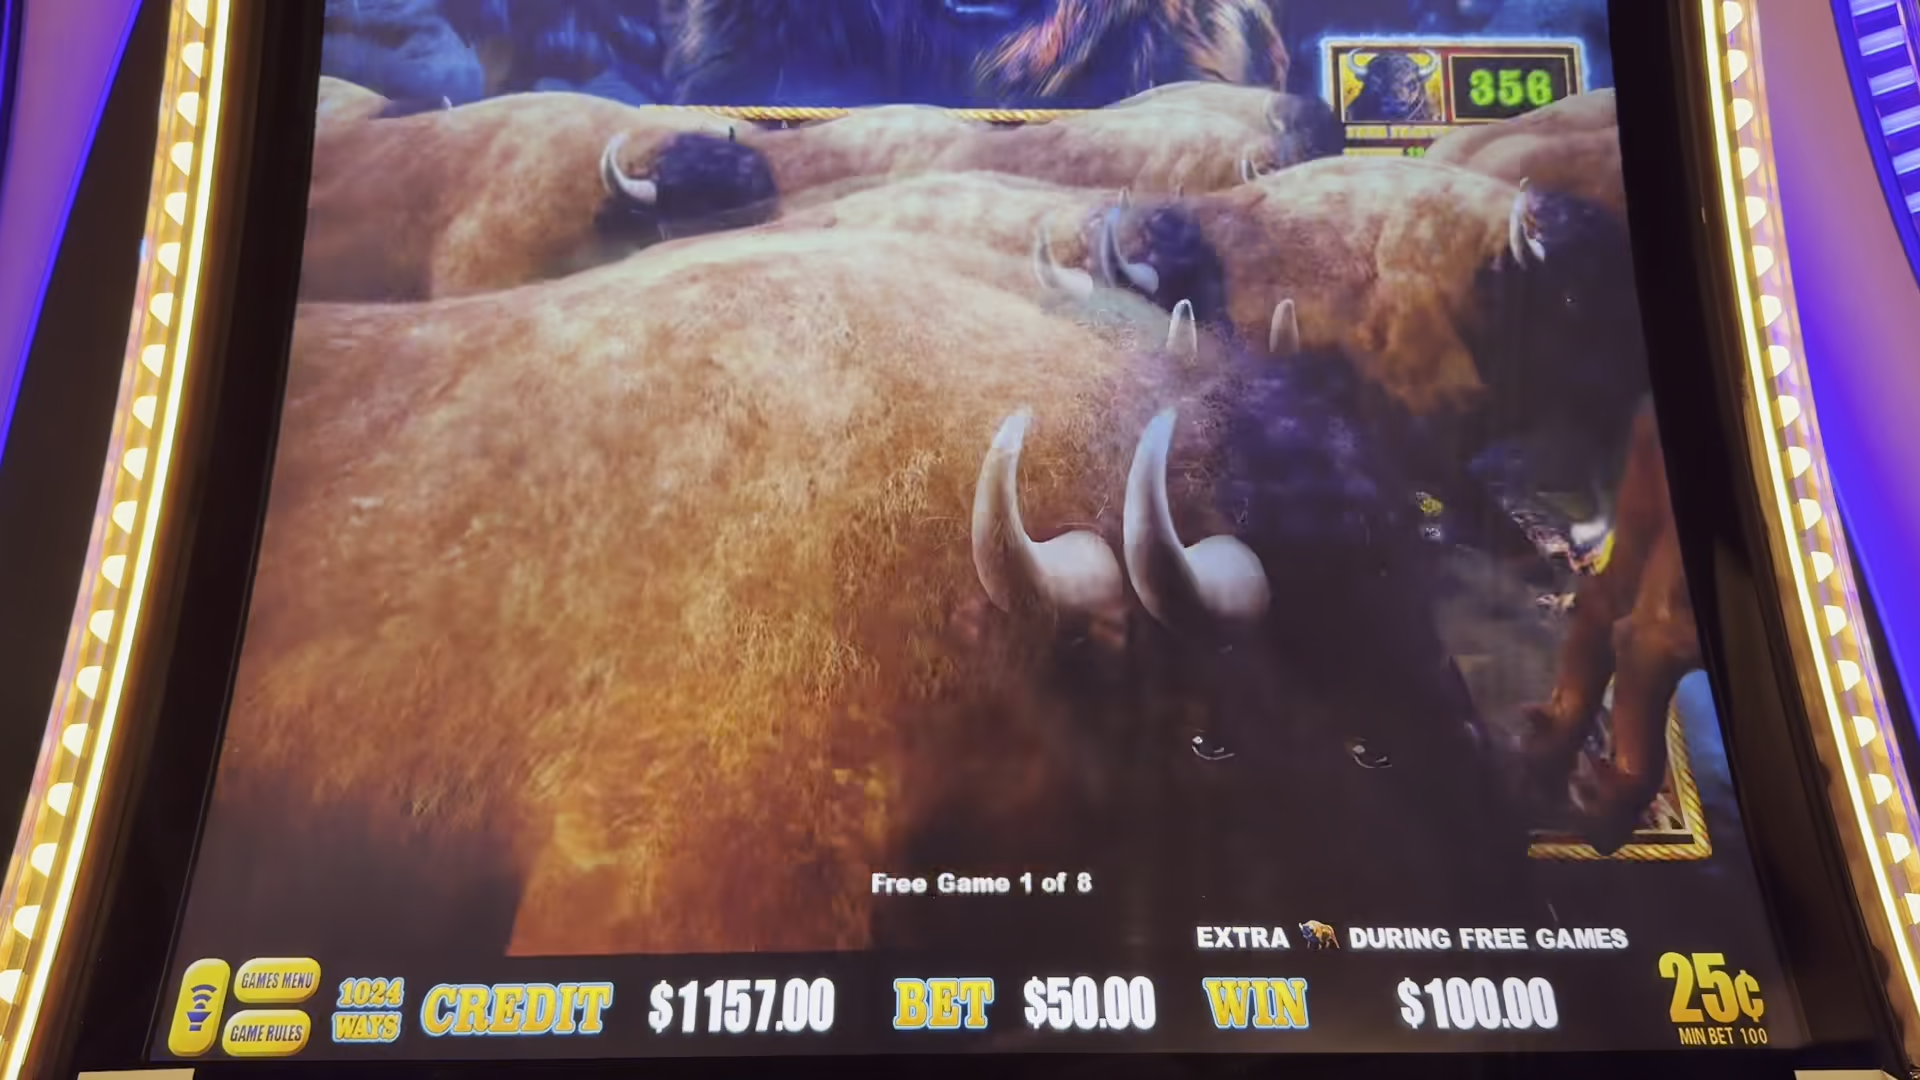 356
Free Game 1 of 8
EXTRA DURING FREE GAMES
GAMES MENU
GAME RULES
1024
WAYS
CREDIT $1157.00 BET $50.00 WIN $100.00
25¢
MIN BET 100